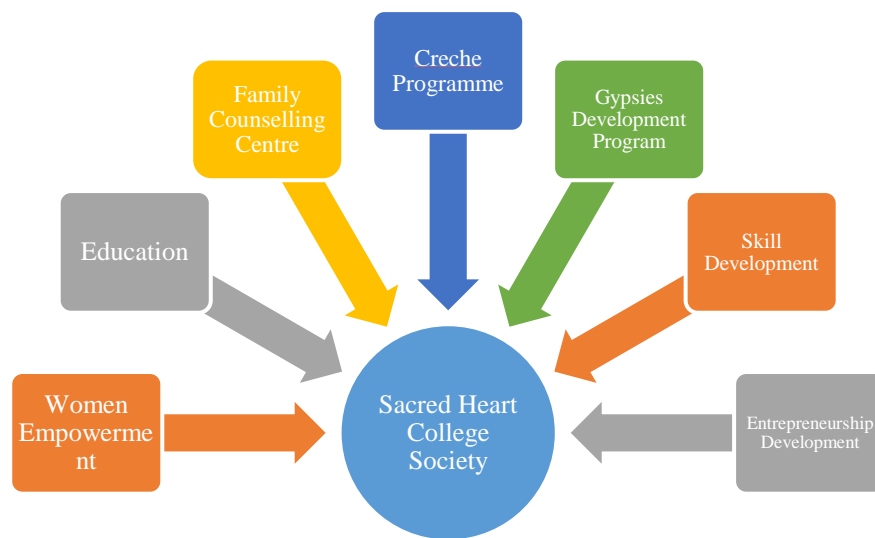 Creche
Programme
Family
Counselling
Centre
Gypsies
Development
Program
Education
Skill
Development
Women
Empowerme
nt
Sacred Heart
College
Society
Entrepreneurship
Development